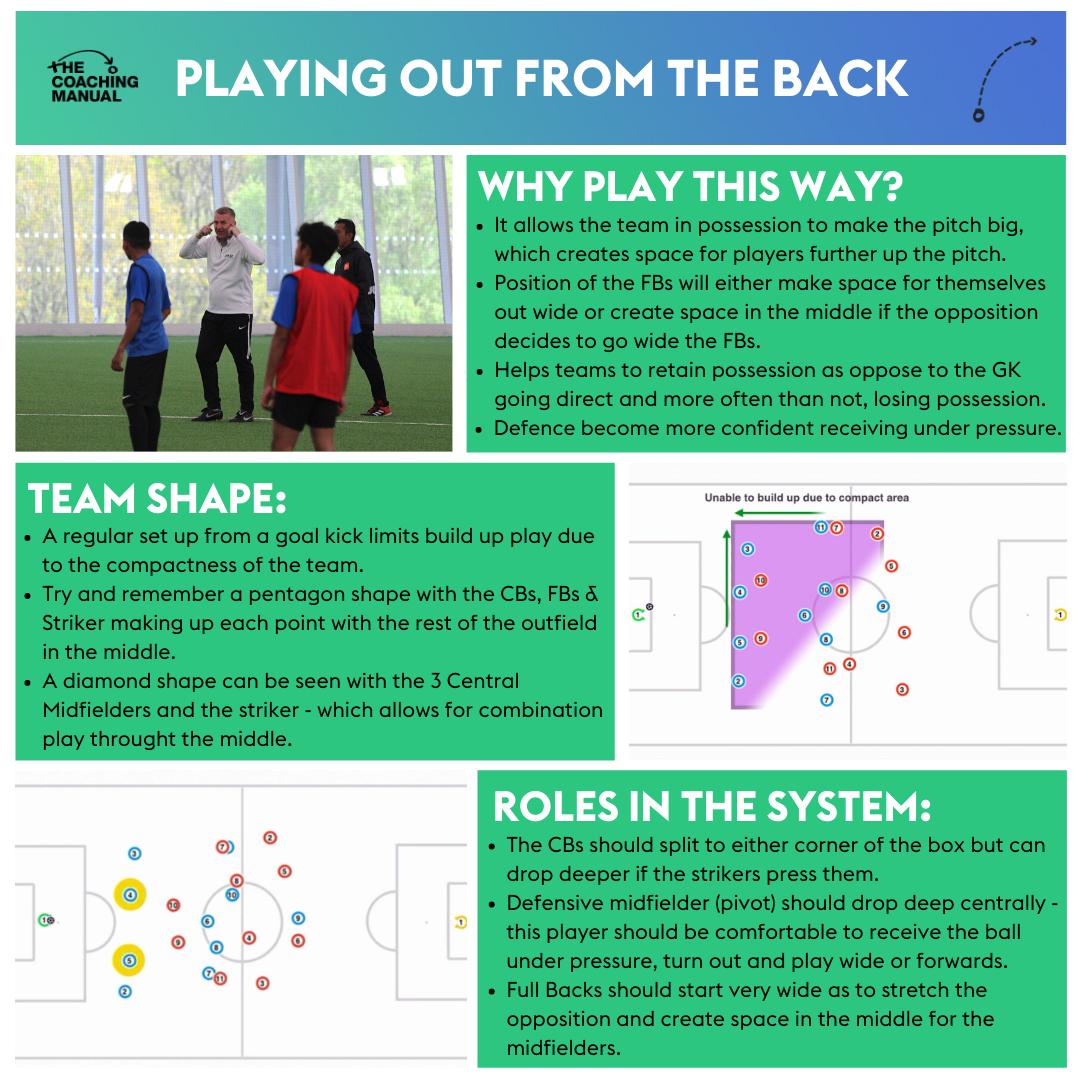 THE
COACHING
MANUAL
PLAYING OUT FROM THE BACK
WHY PLAY THIS WAY?
• It allows the team in possession to make the pitch big,
which creates space for players further up the pitch.
• Position of the FBs will either make space for themselves
out wide or create space in the middle if the opposition
decides to go wide the FBs.
• Helps teams to retain possession as oppose to the GK
going direct and more often than not, losing possession.
• Defence become more confident receiving under pressure.
TEAM SHAPE:
• A regular set up from a goal kick limits build up play due
to the compactness of the team.
• Try and remember a pentagon shape with the CBs, FBs &
Striker making up each point with the rest of the outfield
in the middle.
• A diamond shape can be seen with the 3 Central
Midfielders and the striker - which allows for combination
play throught the middle.
Unable to build up due to compact area
11 7
2
3
5
10
4
10 8
9
1
6
1
5
9
8
6
11 4
2
3
7
ROLES IN THE SYSTEM:
• The CBs should split to either corner of the box but can
drop deeper if the strikers press them.
• Defensive midfielder (pivot) should drop deep centrally -
this player should be comfortable to receive the ball
under pressure, turn out and play wide or forwards.
• Full Backs should start very wide as to stretch the
opposition and create space in the middle for the
midfielders.
2
7
3
5
8
4
10
10
1
6
9
1
9
8
4
6
5
7 11
2
3